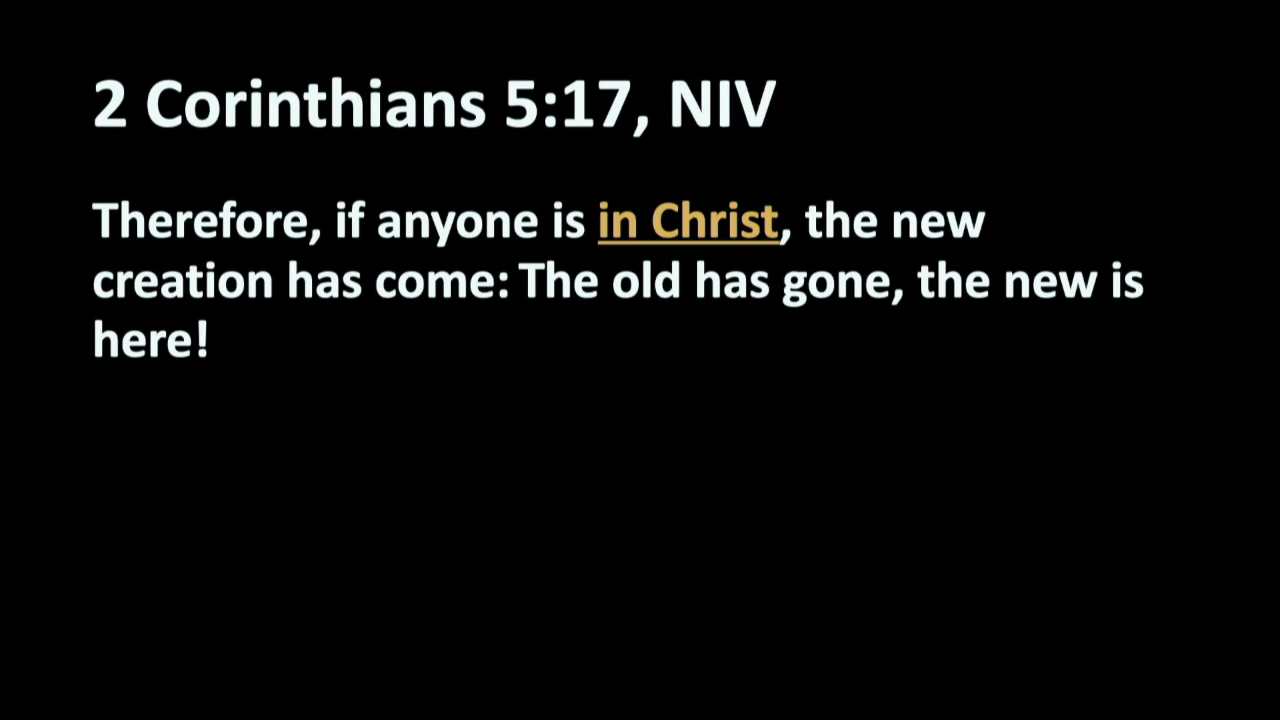 2 Corinthians 5:17, NIV
Therefore, if anyone is in Christ, the new
creation has come: The old has gone, the new is
here!